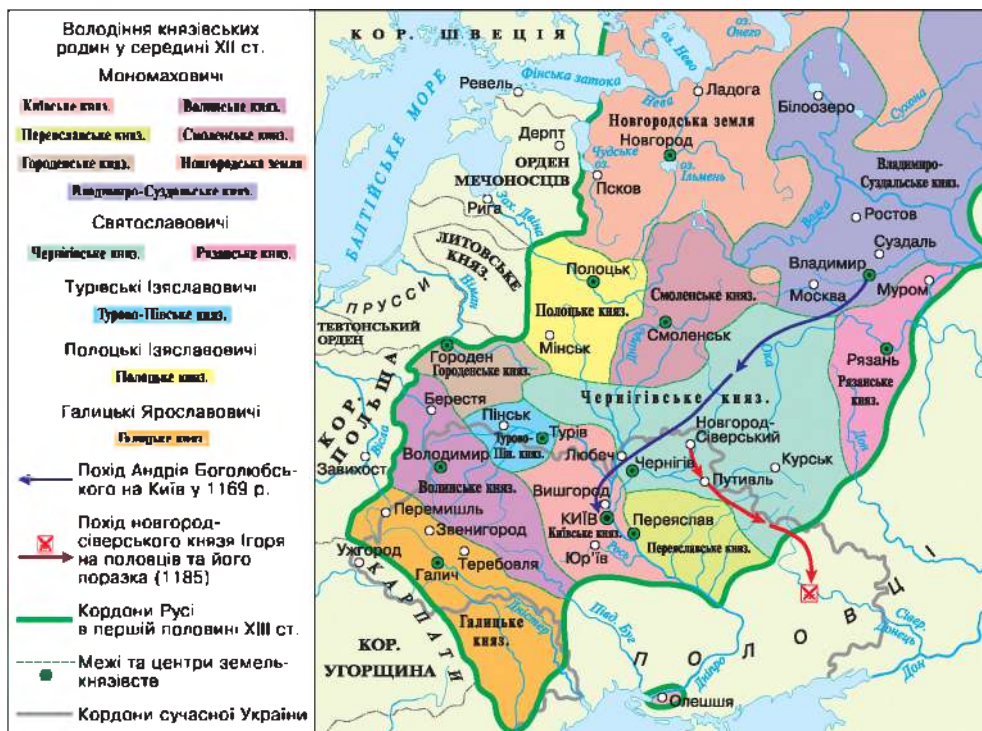 Володіння князівських
родин у середині XII ст.
Мономаховичі
Київське княз.
Волинське княз.
Переяславське княз.
Смоленське княз.
Городенське княз.
Новгородська земля
Владимиро-Суздальське княз.
Святославовичі
Чернігівське княз.
Рязанське княз.
Турівські Ізяславовичі
Турово-Пінське княз.
Полоцькі Ізяславовичі
Полоцьке княз.
Галицькі Ярославовичі
Галицьке княз
Похід Андрія Боголюбсь-
кого на Київ у 1169 р.
Похід новгород-
сіверського князя Ігоря
на половців та його
поразка (1185)
Кордони Русі
в першій половині XIII ст.
Межі та центри земель-
князівств
Кордони сучасної України
КОР. ШВЕЦІЯ
оз. Нево
оз. Онего
Фінська затока
Ревель
Нева
Ладога
Білоозеро
Сухона
БАЛТІЙСЬКЕ МОРЕ
Новгородська земля
Новгород
Дерпт
ОРДЕН
МЕЧОНОСЦІВ
Чудське
оз.
оз.
Ільмень
Псков
Владимиро-
Суздальське княз.
Рига
Зах. Двіна
Волга
Ростов
Суздаль
ЛИТОВСЬКЕ
КНЯЗ.
Полоцьк
Полоцьке княз.
Смоленське княз.
Владимир
Москва
Муром
ПРУССИ
Німан
ТЕВТОНСЬКИЙ
ОРДЕН
Мінськ
Дніпро
Смоленськ
Ока
Рязань
Рязанське
княз.
Городен
Городенське княз.
КОР.
ПОЛЬЩА
Берестя
Чернігівське княз.
Пінськ
Турів
Турово-
Пін. княз.
Новгород-
Сіверський
Дон
Вісла
Завихост
Володимир
Любеч
Чернігів
Курськ
Путивль
Волинське княз.
Вишгород
КИЇВ
Київське княз.
Переяслав
Переяславське княз.
Перемишль
Звенигород
Рось
Юр'їв
Ужгород
Теребовля
Галич
КАРПАТИ
Галицьке
княз.
Дністер
Півд. Буг
КОР.
УГОРЩИНА
ПОЛОВЦІ
Сівер.
Донець
Дон
Дніпро
Олешшя